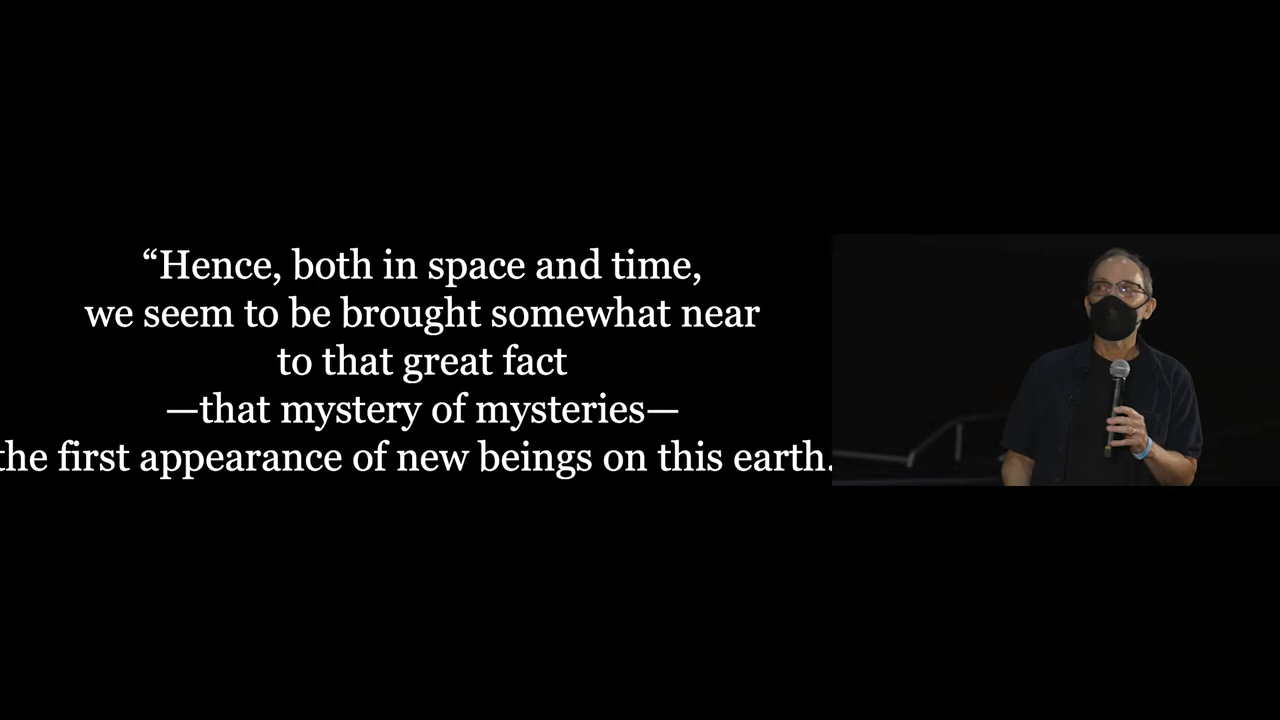 “Hence, both in space and time,
we seem to be brought somewhat near
to that great fact
—that mystery of mysteries—
the first appearance of new beings on this earth.